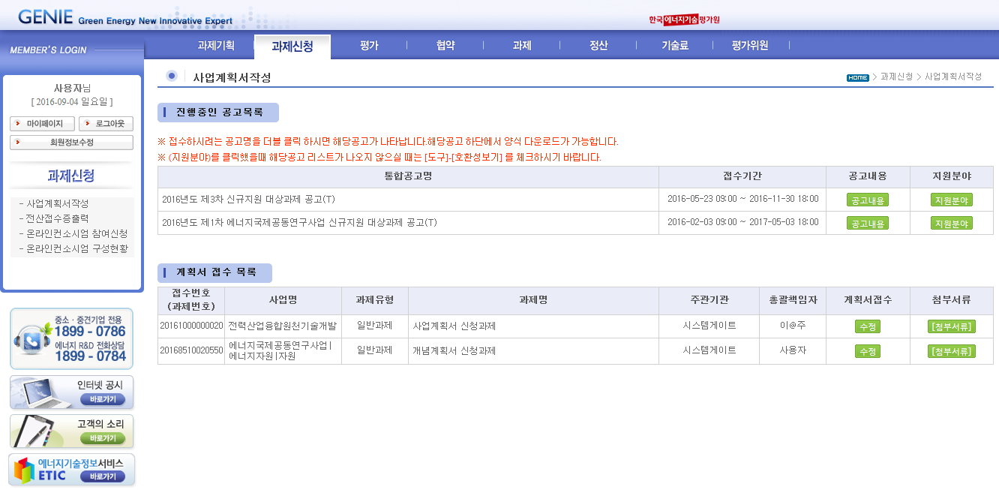 GENIE Green Energy New Innovative Expert
한국에너지기술평가원
MEMBER'S LOGIN
과제기획 과제신청 평가 협약 과제 정산 기술료 평가위원
사용자님
[ 2016-09-04 일요일 ]
마이페이지 로그아웃
회원정보수정
과제신청
- 사업계획서작성
- 전산접수증출력
- 온라인컨소시엄 참여신청
- 온라인컨소시엄 구성현황
중소 · 중견기업 전용
1899 - 0786
에너지 R&D 전화상담
1899 - 0784
인터넷 공시
바로가기
고객의 소리
바로가기
에너지기술정보서비스
ETIC 바로가기
사업계획서작성
HOME > 과제신청 > 사업계획서작성
진행중인 공고목록
※ 접수하시려는 공고명을 더블 클릭 하시면 해당공고가 나타납니다.해당공고 하단에서 양식 다운로드가 가능합니다.
※ (지원분야)를 클릭했을때 해당공고 리스트가 나오지 않으실 때는 [도구]-[호환성보기] 를 체크하시기 바랍니다.
통합공고명 접수기간 공고내용 지원분야
2016년도 제3차 신규지원 대상과제 공고(T) 2016-05-23 09:00 ~ 2016-11-30 18:00 공고내용 지원분야
2016년도 제1차 에너지국제공동연구사업 신규지원 대상과제 공고(T) 2016-02-03 09:00 ~ 2017-05-03 18:00 공고내용 지원분야
계획서 접수 목록
접수번호
(과제번호) 사업명 과제유형 과제명 주관기관 총괄책임자 계획서접수 첨부서류
20161000000020 전력산업융합원천기술개발 일반과제 사업계획서 신청과제 시스템게이트 이@주 수정 [첨부서류]
20168510020550 에너지국제공동연구사업|
에너지자원|자원 일반과제 개념계획서 신청과제 시스템게이트 사용자 수정 [첨부서류]